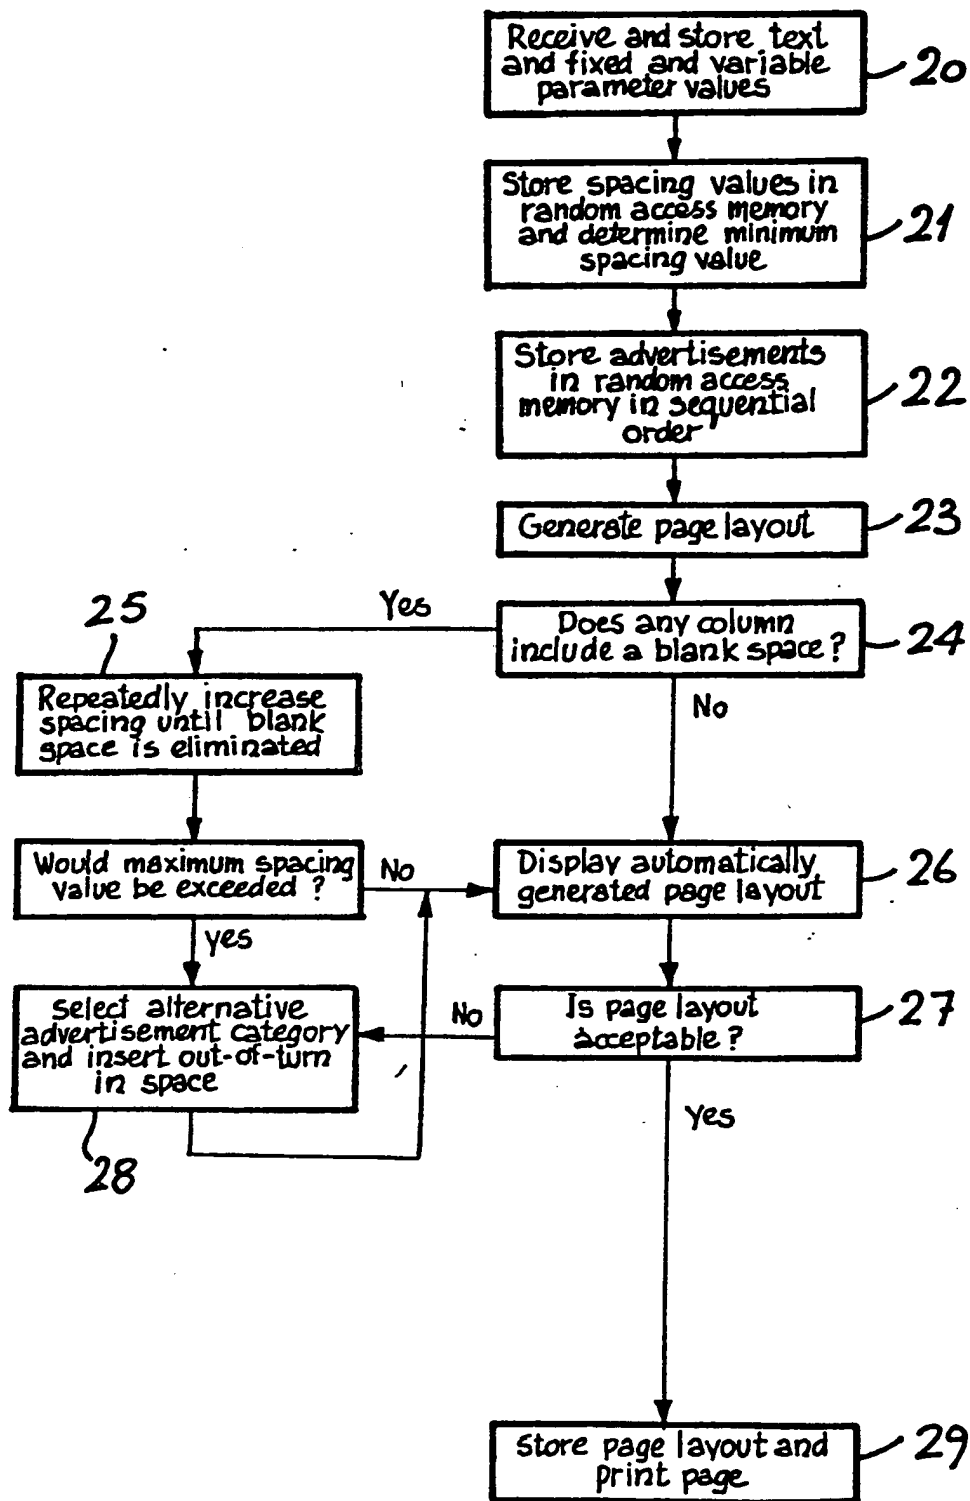 Receive and store text
and fixed and variable
parameter values
20
Store spacing values in
random access memory
and determine minimum
spacing value
21
Store advertisements
in random access
memory in sequential
order
22
Generate page layout
23
Does any column
include a blank space?
24
Yes
No
25
Repeatedly increase
spacing until blank
space is eliminated
Would maximum spacing
value be exceeded?
No
yes
Display automatically
generated page layout
26
Select alternative
advertisement category
and insert out-of-turn
in space
28
No
Is page layout
acceptable?
27
Yes
Store page layout and
print page
29